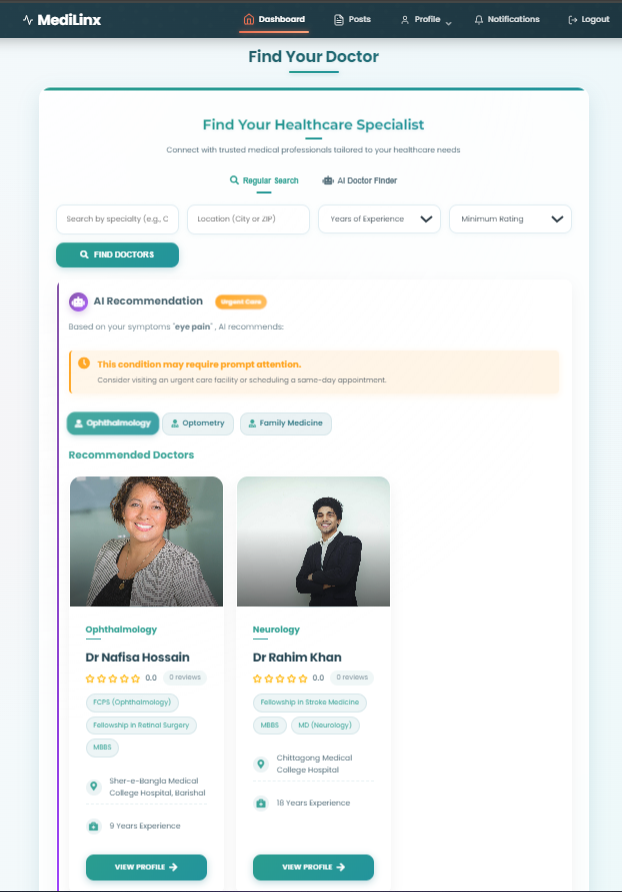 MediLinx
Dashboard
Posts
Profile
Notifications
Logout
Find Your Doctor
Find Your Healthcare Specialist
Connect with trusted medical professionals tailored to your healthcare needs
Regular Search
AI Doctor Finder
Search by specialty (e.g., C
Location (City or ZIP)
Years of Experience
Minimum Rating
FIND DOCTORS
AI Recommendation
Urgent Care
Based on your symptoms "eye pain" , AI recommends:
This condition may require prompt attention.
Consider visiting an urgent care facility or scheduling a same-day appointment.
Ophthalmology
Optometry
Family Medicine
Recommended Doctors
Ophthalmology
Dr Nafisa Hossain
0.0
0 reviews
FCPS (Ophthalmology)
Fellowship in Retinal Surgery
MBBS
Sher-e-Bangla Medical
College Hospital, Barishal
9 Years Experience
VIEW PROFILE
Neurology
Dr Rahim Khan
0.0
0 reviews
Fellowship in Stroke Medicine
MBBS
MD (Neurology)
Chittagong Medical
College Hospital
18 Years Experience
VIEW PROFILE